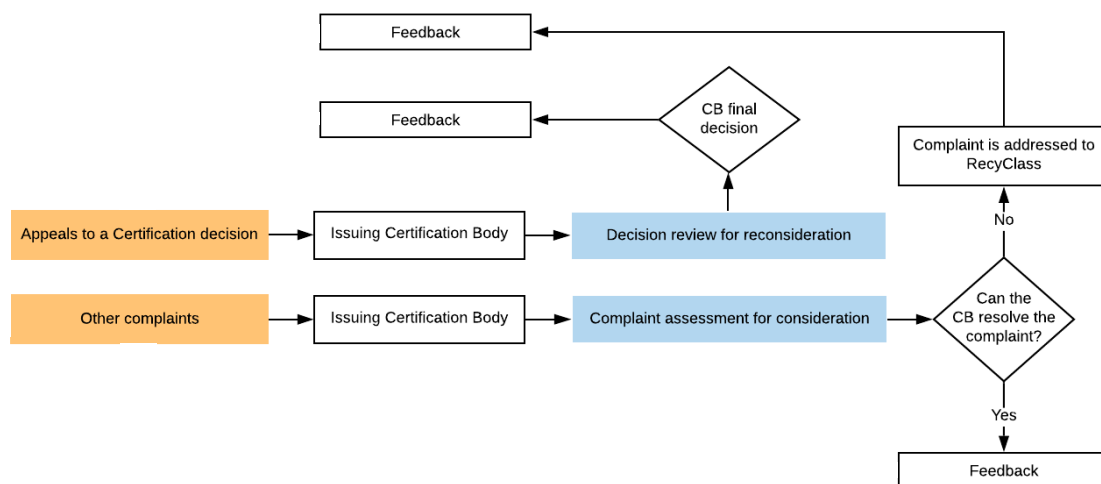 Feedback
Feedback
CB final
decision
Complaint is addressed to
RecyClass
Appeals to a Certification decision
Issuing Certification Body
Decision review for reconsideration
No
Other complaints
Issuing Certification Body
Complaint assessment for consideration
Can the
CB resolve the
complaint?
Yes
Feedback